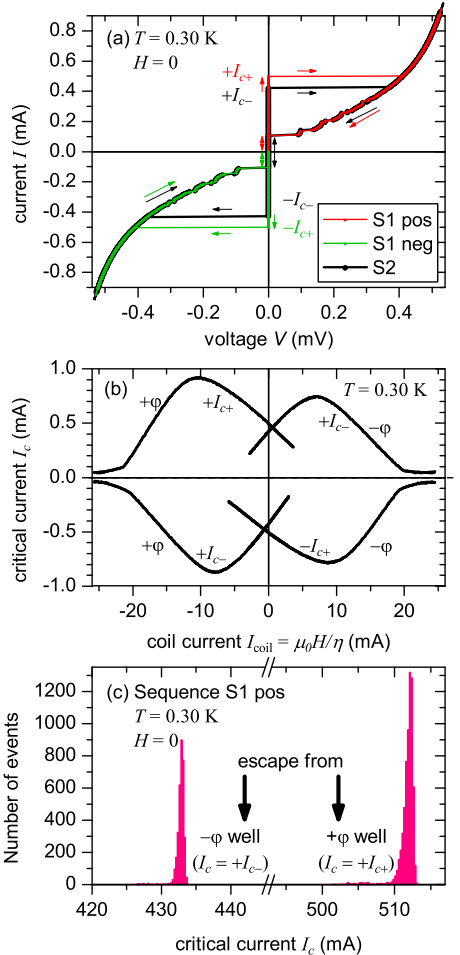 (a) T = 0.30 K
H = 0
+Ic+
+Ic−
−Ic−
−Ic+
S1 pos
S1 neg
S2
0.8
0.6
0.4
0.2
0.0
-0.2
-0.4
-0.6
-0.8
current I (mA)
-0.4 -0.2 0.0 0.2 0.4
voltage V (mV)
(b) T = 0.30 K
+φ +Ic+ +Ic− −φ
+φ +Ic− −Ic+ −φ
1.0
0.5
0.0
-0.5
-1.0
critical current Ic (mA)
-20 -10 0 10 20
coil current Icoil = μ0H/η (mA)
(c) Sequence S1 pos
T = 0.30 K
H = 0
escape from
−φ well +φ well
(Ic = +Ic−) (Ic = +Ic+)
1200
1000
800
600
400
200
0
Number of events
420 430 440 500 510
critical current Ic (mA)